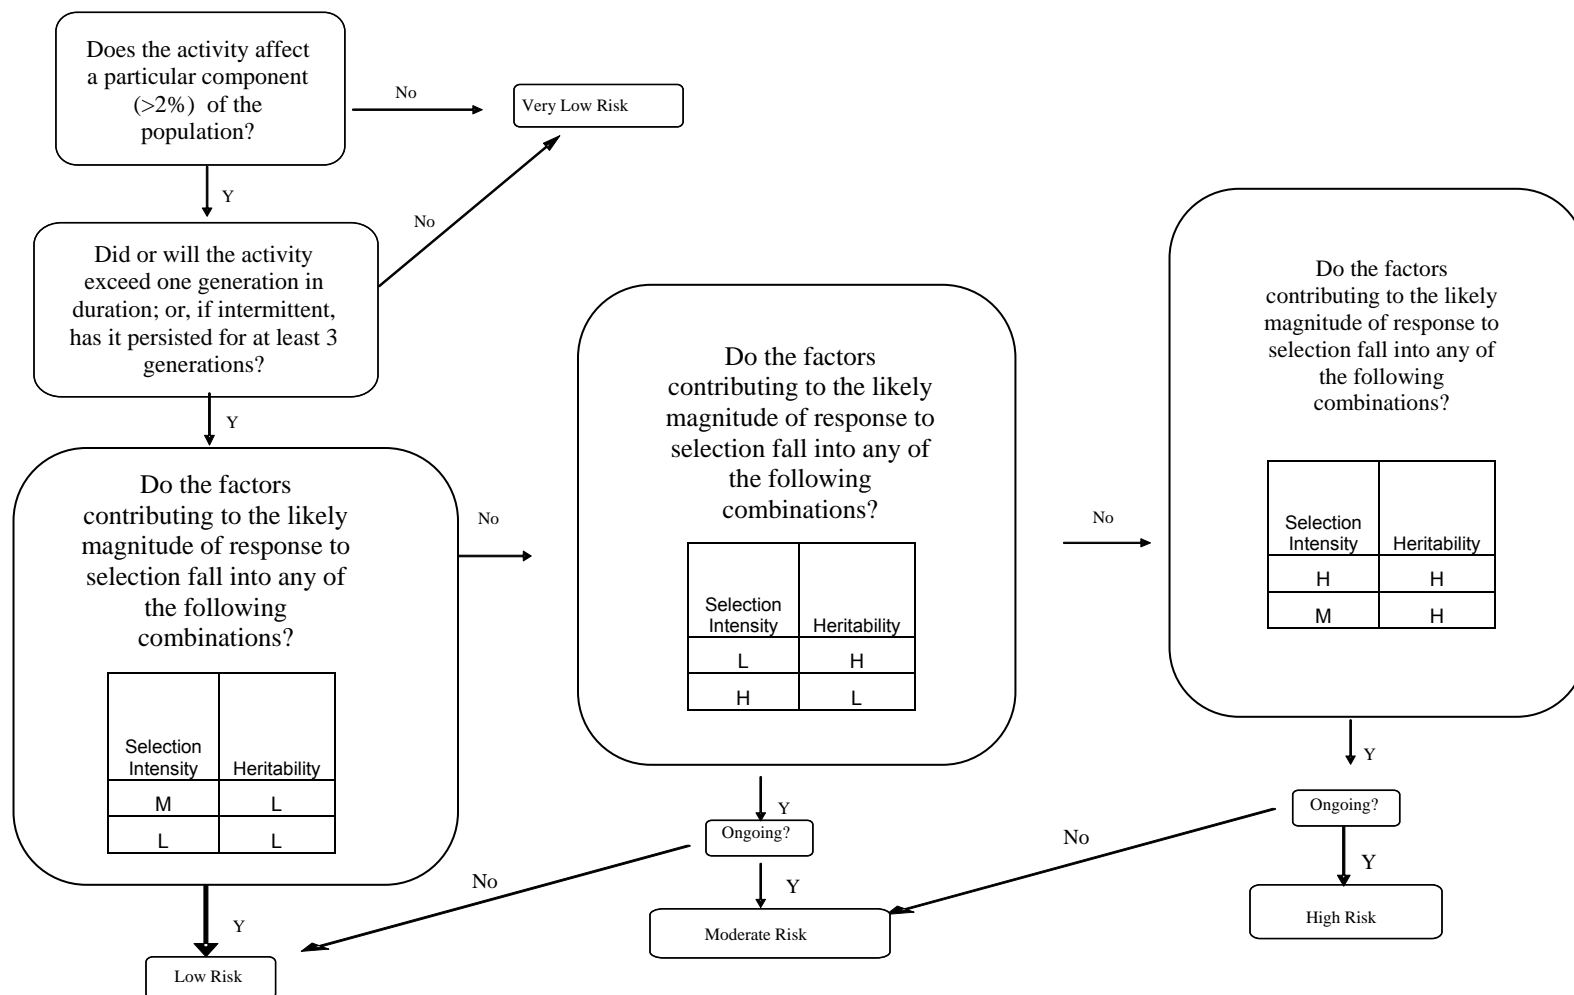 Does the activity affect
a particular component
(>2%) of the
population?
No
Very Low Risk
Y
No
Did or will the activity
exceed one generation in
duration; or, if intermittent,
has it persisted for at least 3
generations?
Y
Do the factors
contributing to the likely
magnitude of response to
selection fall into any of
the following
combinations?
Selection
Intensity
Heritability
M
L
L
L
No
Y
Low Risk
Do the factors
contributing to the likely
magnitude of response to
selection fall into any of
the following
combinations?
Selection
Intensity
Heritability
L
H
H
L
No
Y
Ongoing?
No
Y
Moderate Risk
Do the factors
contributing to the likely
magnitude of response to
selection fall into any of
the following
combinations?
Selection
Intensity
Heritability
H
H
M
H
Y
Ongoing?
No
Y
High Risk